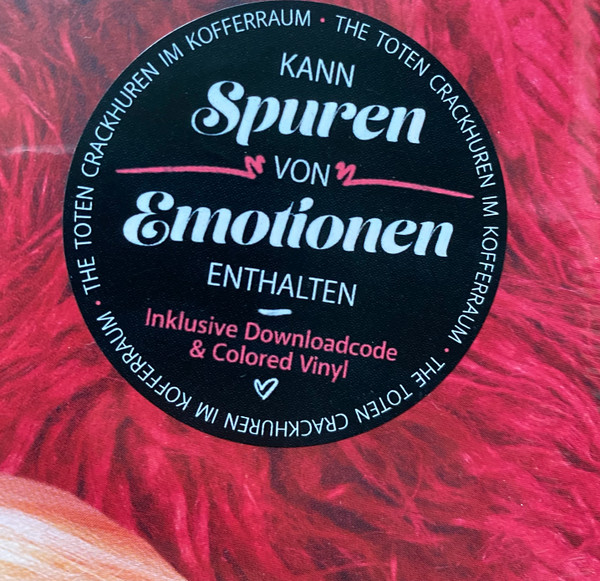 THE TOTEN CRACKHUREN IM KOFFERRAUM • THE TOTEN CRACKHUREN IM KOFFERRAUM • THE TOTEN CRACKHUREN IM KOFFERRAUM •
KANN
Spuren
VON
Emotionen
ENTHALTEN
Inklusive Downloadcode
& Colored Vinyl